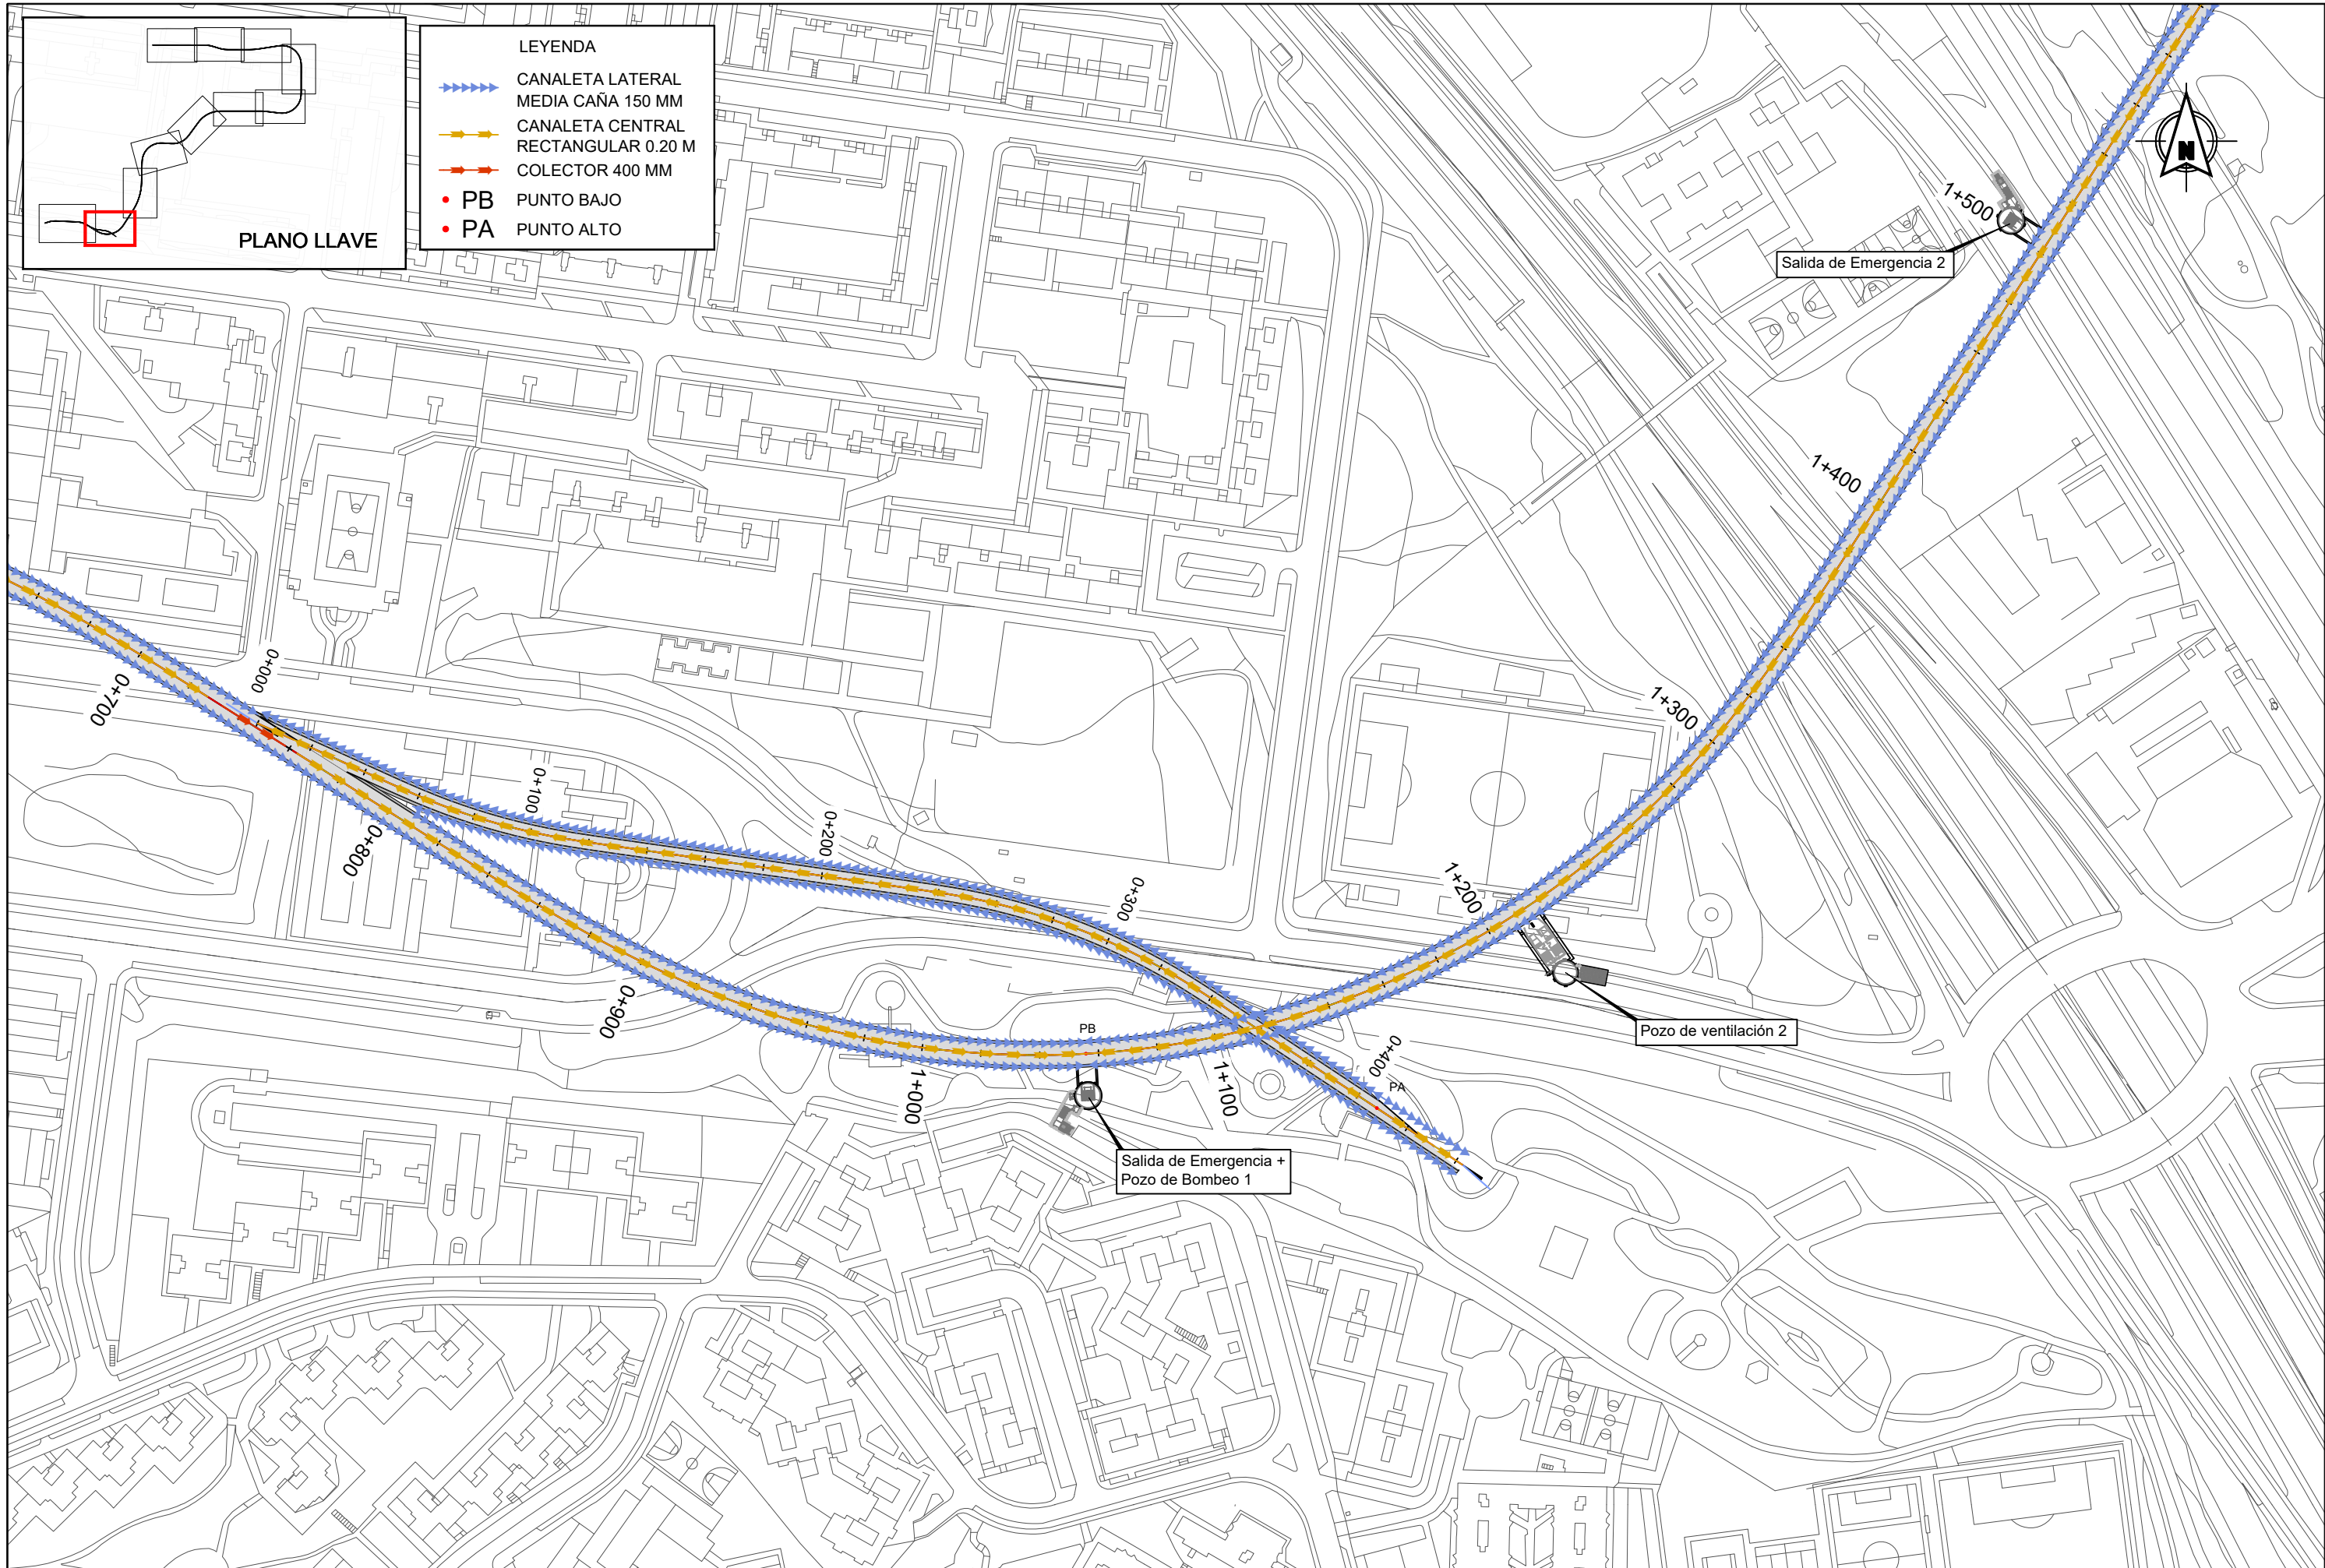 PLANO LLAVE
LEYENDA
CANALETA LATERAL
MEDIA CAÑA 150 MM
CANALETA CENTRAL
RECTANGULAR 0.20 M
COLECTOR 400 MM
PB PUNTO BAJO
PA PUNTO ALTO
N
1+500
Salida de Emergencia 2
1+400
1+300
1+200
Pozo de ventilación 2
0+700
0+000
0+100
0+800
0+200
0+300
0+900
PB
1+000
1+100
0+400
PA
Salida de Emergencia +
Pozo de Bombeo 1